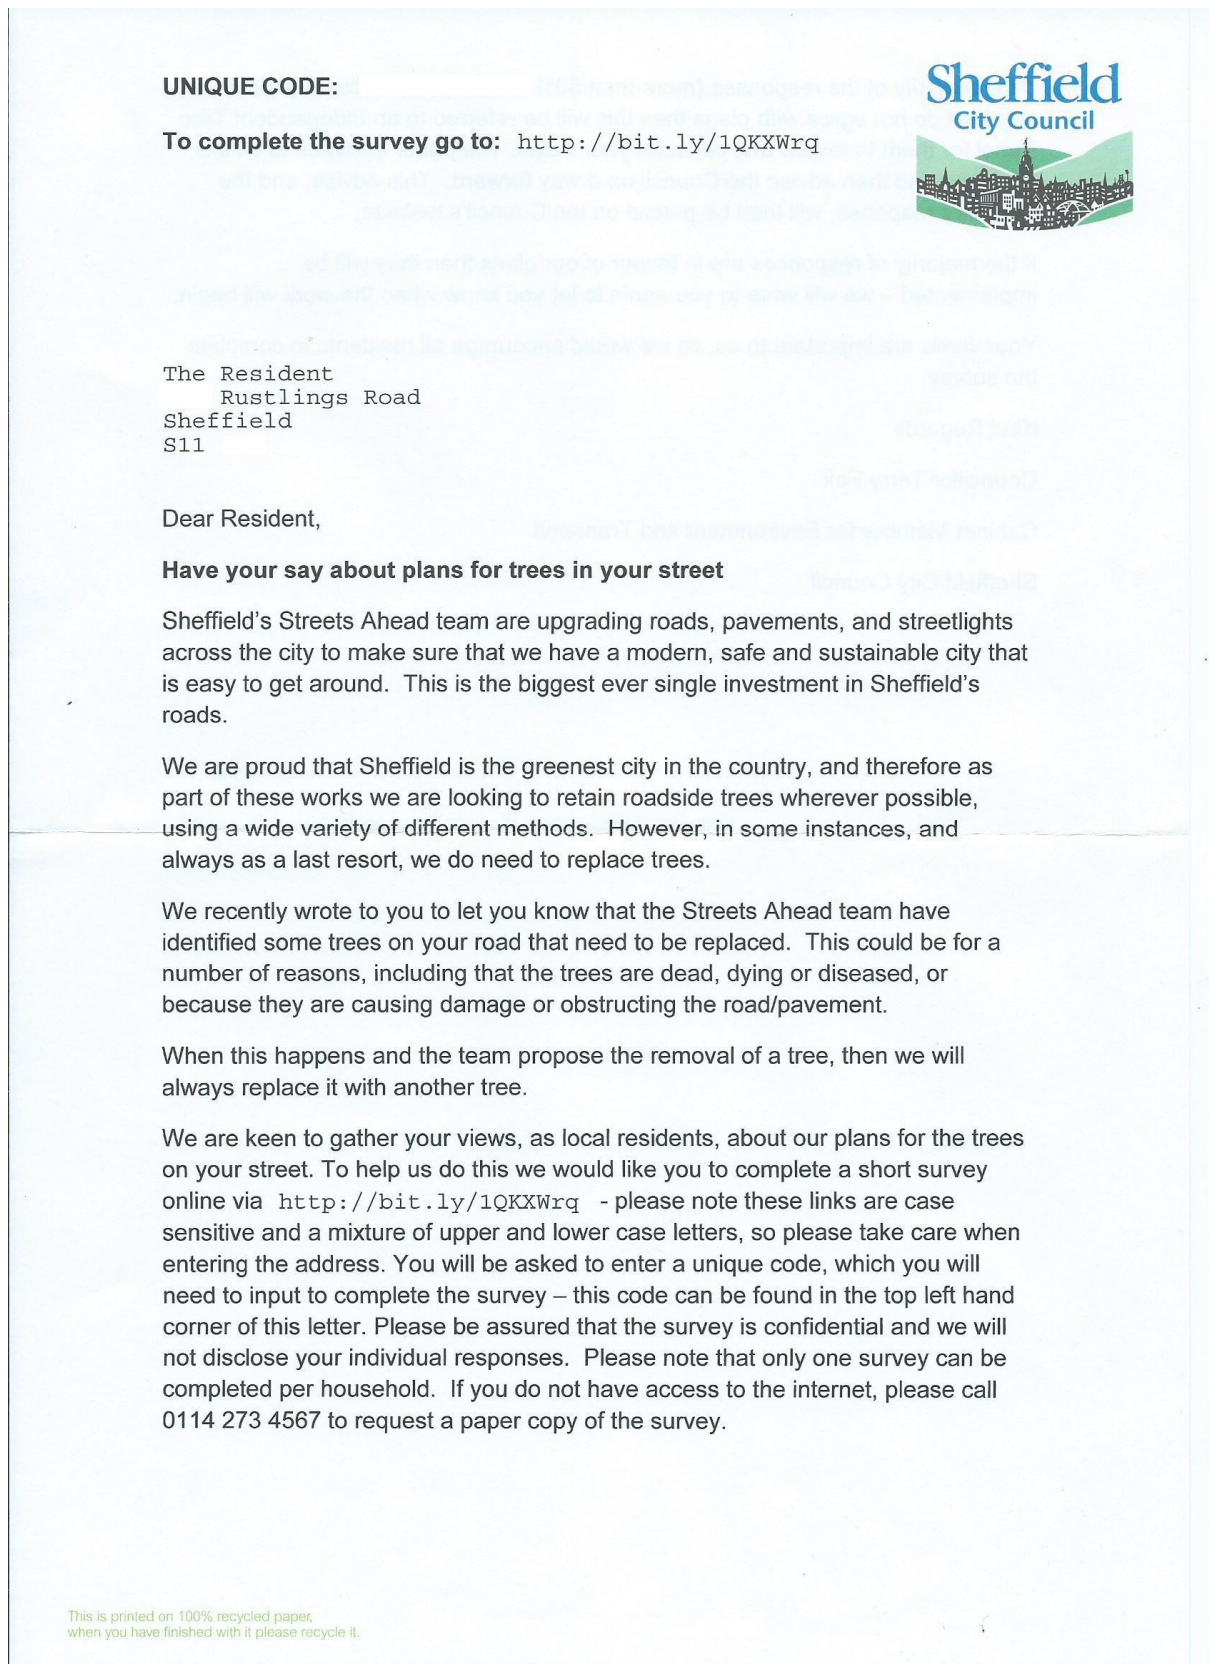 UNIQUE CODE:
To complete the survey go to: http://bit.ly/1QKXWrq
Sheffield
City Council
The Resident
Rustlings Road
Sheffield
S11
Dear Resident,
Have your say about plans for trees in your street
Sheffield's Streets Ahead team are upgrading roads, pavements, and streetlights
across the city to make sure that we have a modern, safe and sustainable city that
is easy to get around. This is the biggest ever single investment in Sheffield's
roads.
We are proud that Sheffield is the greenest city in the country, and therefore as
part of these works we are looking to retain roadside trees wherever possible,
using a wide variety of different methods. However, in some instances, and
always as a last resort, we do need to replace trees.
We recently wrote to you to let you know that the Streets Ahead team have
identified some trees on your road that need to be replaced. This could be for a
number of reasons, including that the trees are dead, dying or diseased, or
because they are causing damage or obstructing the road/pavement.
When this happens and the team propose the removal of a tree, then we will
always replace it with another tree.
We are keen to gather your views, as local residents, about our plans for the trees
on your street. To help us do this we would like you to complete a short survey
online via http://bit.ly/1QKXWrq - please note these links are case
sensitive and a mixture of upper and lower case letters, so please take care when
entering the address. You will be asked to enter a unique code, which you will
need to input to complete the survey – this code can be found in the top left hand
corner of this letter. Please be assured that the survey is confidential and we will
not disclose your individual responses. Please note that only one survey can be
completed per household. If you do not have access to the internet, please call
0114 273 4567 to request a paper copy of the survey.
This is printed on 100% recycled paper,
when you have finished with it please recycle it.